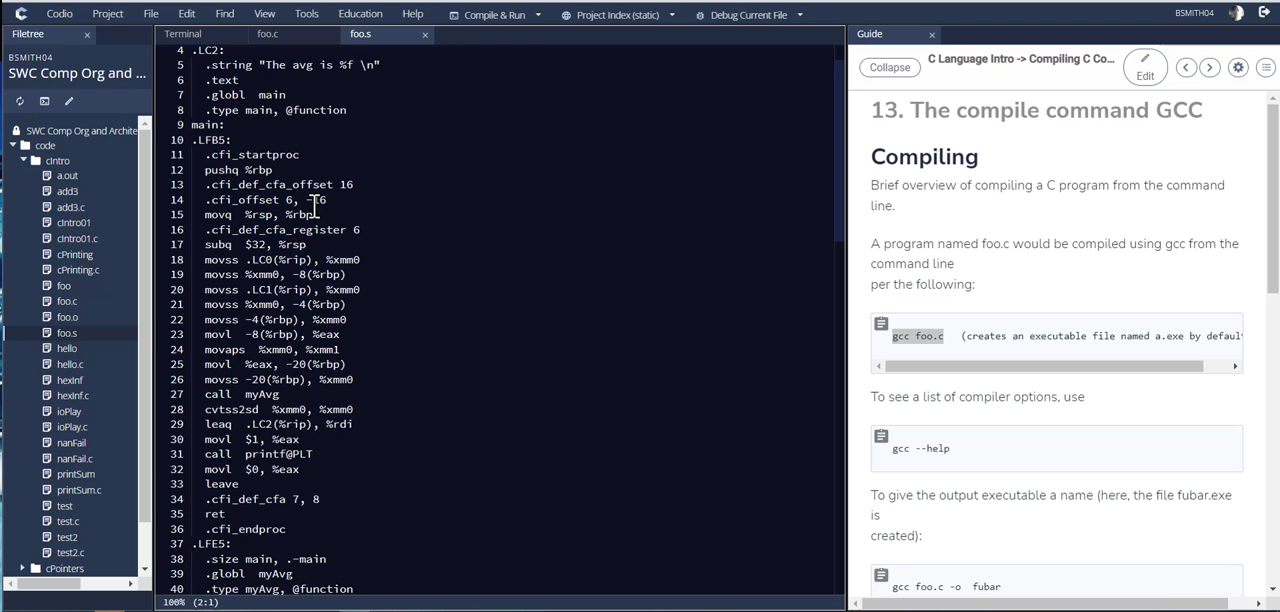 Codio Project File Edit Find View Tools Education Help Compile & Run Project Index (static) Debug Current File BSMITH04
Filetree
BSMITH04
SWC Comp Org and ...
SWC Comp Org and Archite
code
cIntro
a.out
add3
add3.c
cIntro01
cIntro01.c
cPrinting
cPrinting.c
foo
foo.c
foo.o
foo.s
hello
hello.c
hexInf
hexInf.c
ioPlay
ioPlay.c
nanFail
nanFail.c
printSum
printSum.c
test
test.c
test2
test2.c
cPointers
Terminal foo.c foo.s
4 .LC2:
5 .string "The avg is %f \n"
6 .text
7 .globl main
8 .type main, @function
9 main:
10 .LFB5:
11 .cfi_startproc
12 pushq %rbp
13 .cfi_def_cfa_offset 16
14 .cfi_offset 6, -16
15 movq %rsp, %rbp
16 .cfi_def_cfa_register 6
17 subq $32, %rsp
18 movss .LC0(%rip), %xmm0
19 movss %xmm0, -8(%rbp)
20 movss .LC1(%rip), %xmm0
21 movss %xmm0, -4(%rbp)
22 movss -4(%rbp), %xmm0
23 movl -8(%rbp), %eax
24 movaps %xmm0, %xmm1
25 movl %eax, -20(%rbp)
26 movss -20(%rbp), %xmm0
27 call myAvg
28 cvtss2sd %xmm0, %xmm0
29 leaq .LC2(%rip), %rdi
30 movl $1, %eax
31 call printf@PLT
32 movl $0, %eax
33 leave
34 .cfi_def_cfa 7, 8
35 ret
36 .cfi_endproc
37 .LFE5:
38 .size main, .-main
39 .globl myAvg
40 .type myAvg, @function
100% (2:1)
Guide
Collapse C Language Intro -> Compiling C Co... Edit
13. The compile command GCC
Compiling
Brief overview of compiling a C program from the command
line.
A program named foo.c would be compiled using gcc from the
command line
per the following:
gcc foo.c (creates an executable file named a.exe by defaul
To see a list of compiler options, use
gcc --help
To give the output executable a name (here, the file fubar.exe
is
created):
gcc foo.c -o fubar